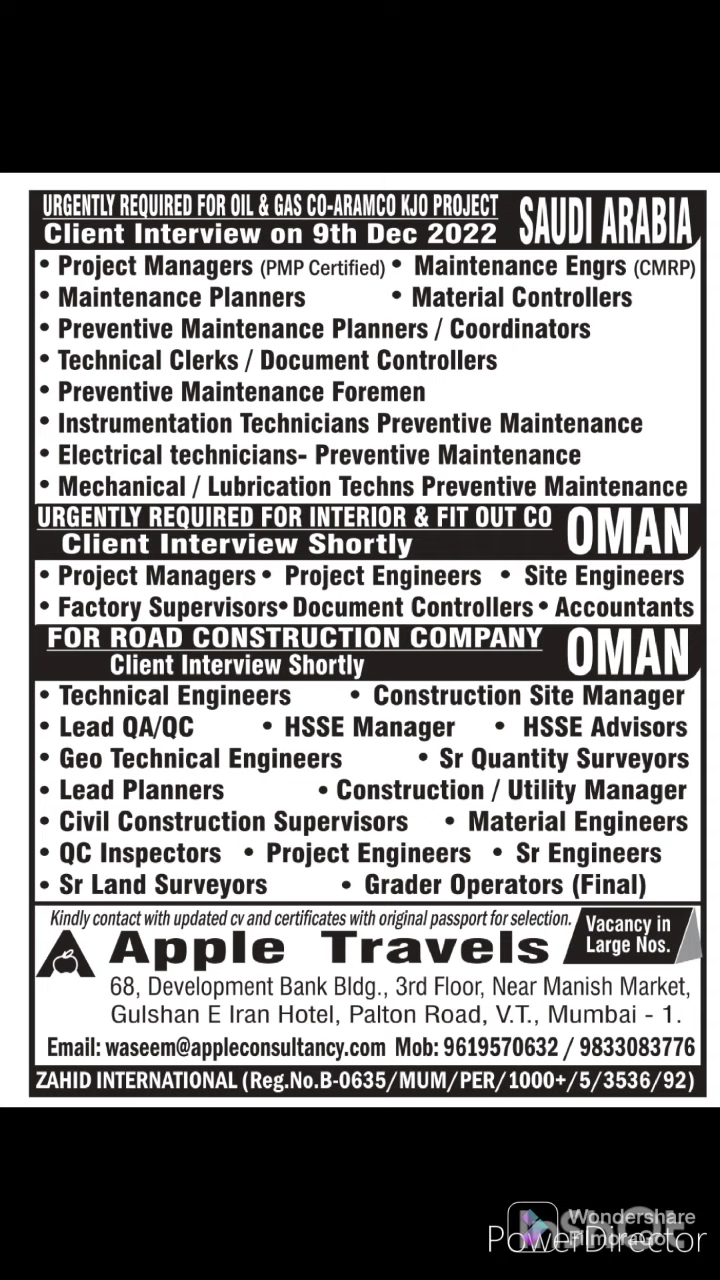 URGENTLY REQUIRED FOR OIL & GAS CO-ARAMCO KJO PROJECT
Client Interview on 9th Dec 2022
SAUDI ARABIA
• Project Managers (PMP Certified) • Maintenance Engrs (CMRP)
• Maintenance Planners • Material Controllers
• Preventive Maintenance Planners / Coordinators
• Technical Clerks / Document Controllers
• Preventive Maintenance Foremen
• Instrumentation Technicians Preventive Maintenance
• Electrical technicians- Preventive Maintenance
• Mechanical / Lubrication Techns Preventive Maintenance
URGENTLY REQUIRED FOR INTERIOR & FIT OUT CO
Client Interview Shortly
OMAN
• Project Managers • Project Engineers • Site Engineers
• Factory Supervisors • Document Controllers • Accountants
FOR ROAD CONSTRUCTION COMPANY
Client Interview Shortly
OMAN
• Technical Engineers • Construction Site Manager
• Lead QA/QC • HSSE Manager • HSSE Advisors
• Geo Technical Engineers • Sr Quantity Surveyors
• Lead Planners • Construction / Utility Manager
• Civil Construction Supervisors • Material Engineers
• QC Inspectors • Project Engineers • Sr Engineers
• Sr Land Surveyors • Grader Operators (Final)
Kindly contact with updated cv and certificates with original passport for selection.
Vacancy in
Large Nos.
Apple Travels
68, Development Bank Bldg., 3rd Floor, Near Manish Market,
Gulshan E Iran Hotel, Palton Road, V.T., Mumbai - 1.
Email: waseem@appleconsultancy.com Mob: 9619570632 / 9833083776
ZAHID INTERNATIONAL (Reg.No.B-0635/MUM/PER/1000+/5/3536/92)
Wondershare
PowerDirector